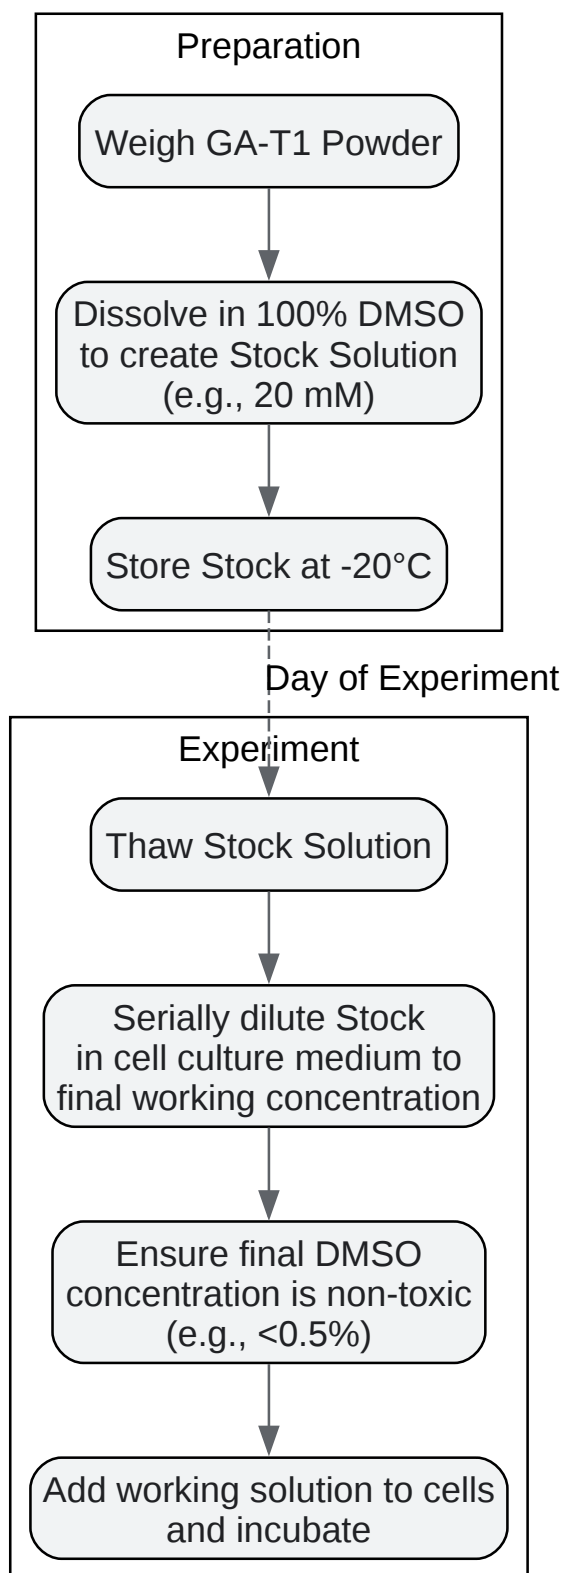 Preparation
Weigh GA-T1 Powder
Dissolve in 100% DMSO
to create Stock Solution
(e.g., 20 mM)
Store Stock at -20°C
Day of Experiment
Experiment
Thaw Stock Solution
Serially dilute Stock
in cell culture medium to
final working concentration
Ensure final DMSO
concentration is non-toxic
(e.g., <0.5%)
Add working solution to cells
and incubate